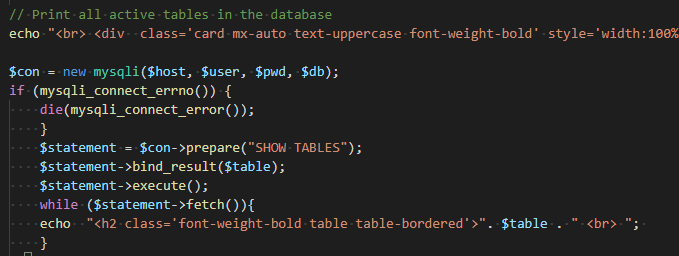 // Print all active tables in the database
echo "<br> <div  class='card mx-auto text-uppercase font-weight-bold' style='width:100%
$con = new mysqli($host, $user, $pwd, $db);
if (mysqli_connect_errno()) {
    die(mysqli_connect_error());
    }
    $statement = $con->prepare("SHOW TABLES");
    $statement->bind_result($table);
    $statement->execute();
    while ($statement->fetch()){
    echo  "<h2 class='font-weight-bold table table-bordered'>". $table . " <br> ";
    }